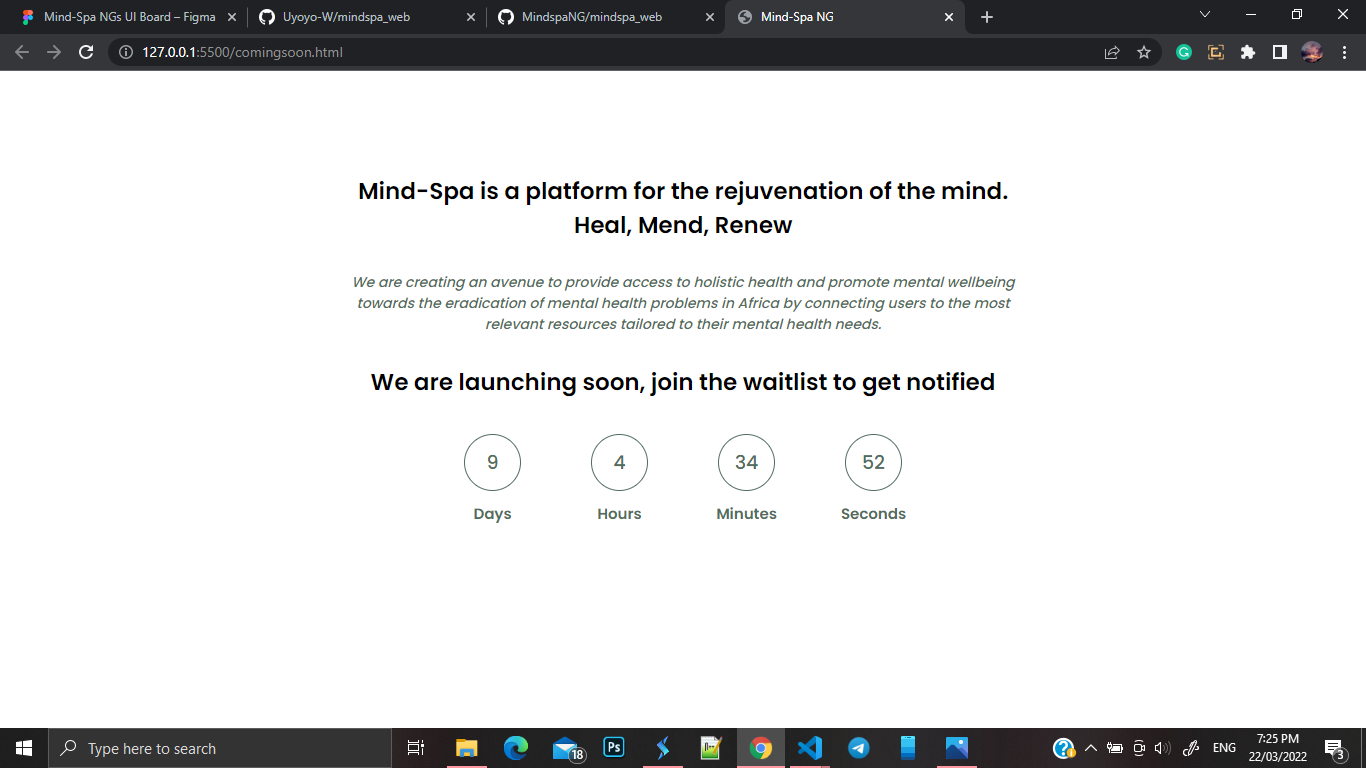 Mind-Spa NGs UI Board – Figma
Uyoyo-W/mindspa_web
MindspaNG/mindspa_web
Mind-Spa NG
127.0.0.1:5500/comingsoon.html
Mind-Spa is a platform for the rejuvenation of the mind.
Heal, Mend, Renew
We are creating an avenue to provide access to holistic health and promote mental wellbeing
towards the eradication of mental health problems in Africa by connecting users to the most
relevant resources tailored to their mental health needs.
We are launching soon, join the waitlist to get notified
9 4 34 52
Days Hours Minutes Seconds
Type here to search
18
Ps
ENG
7:25 PM
22/03/2022
3